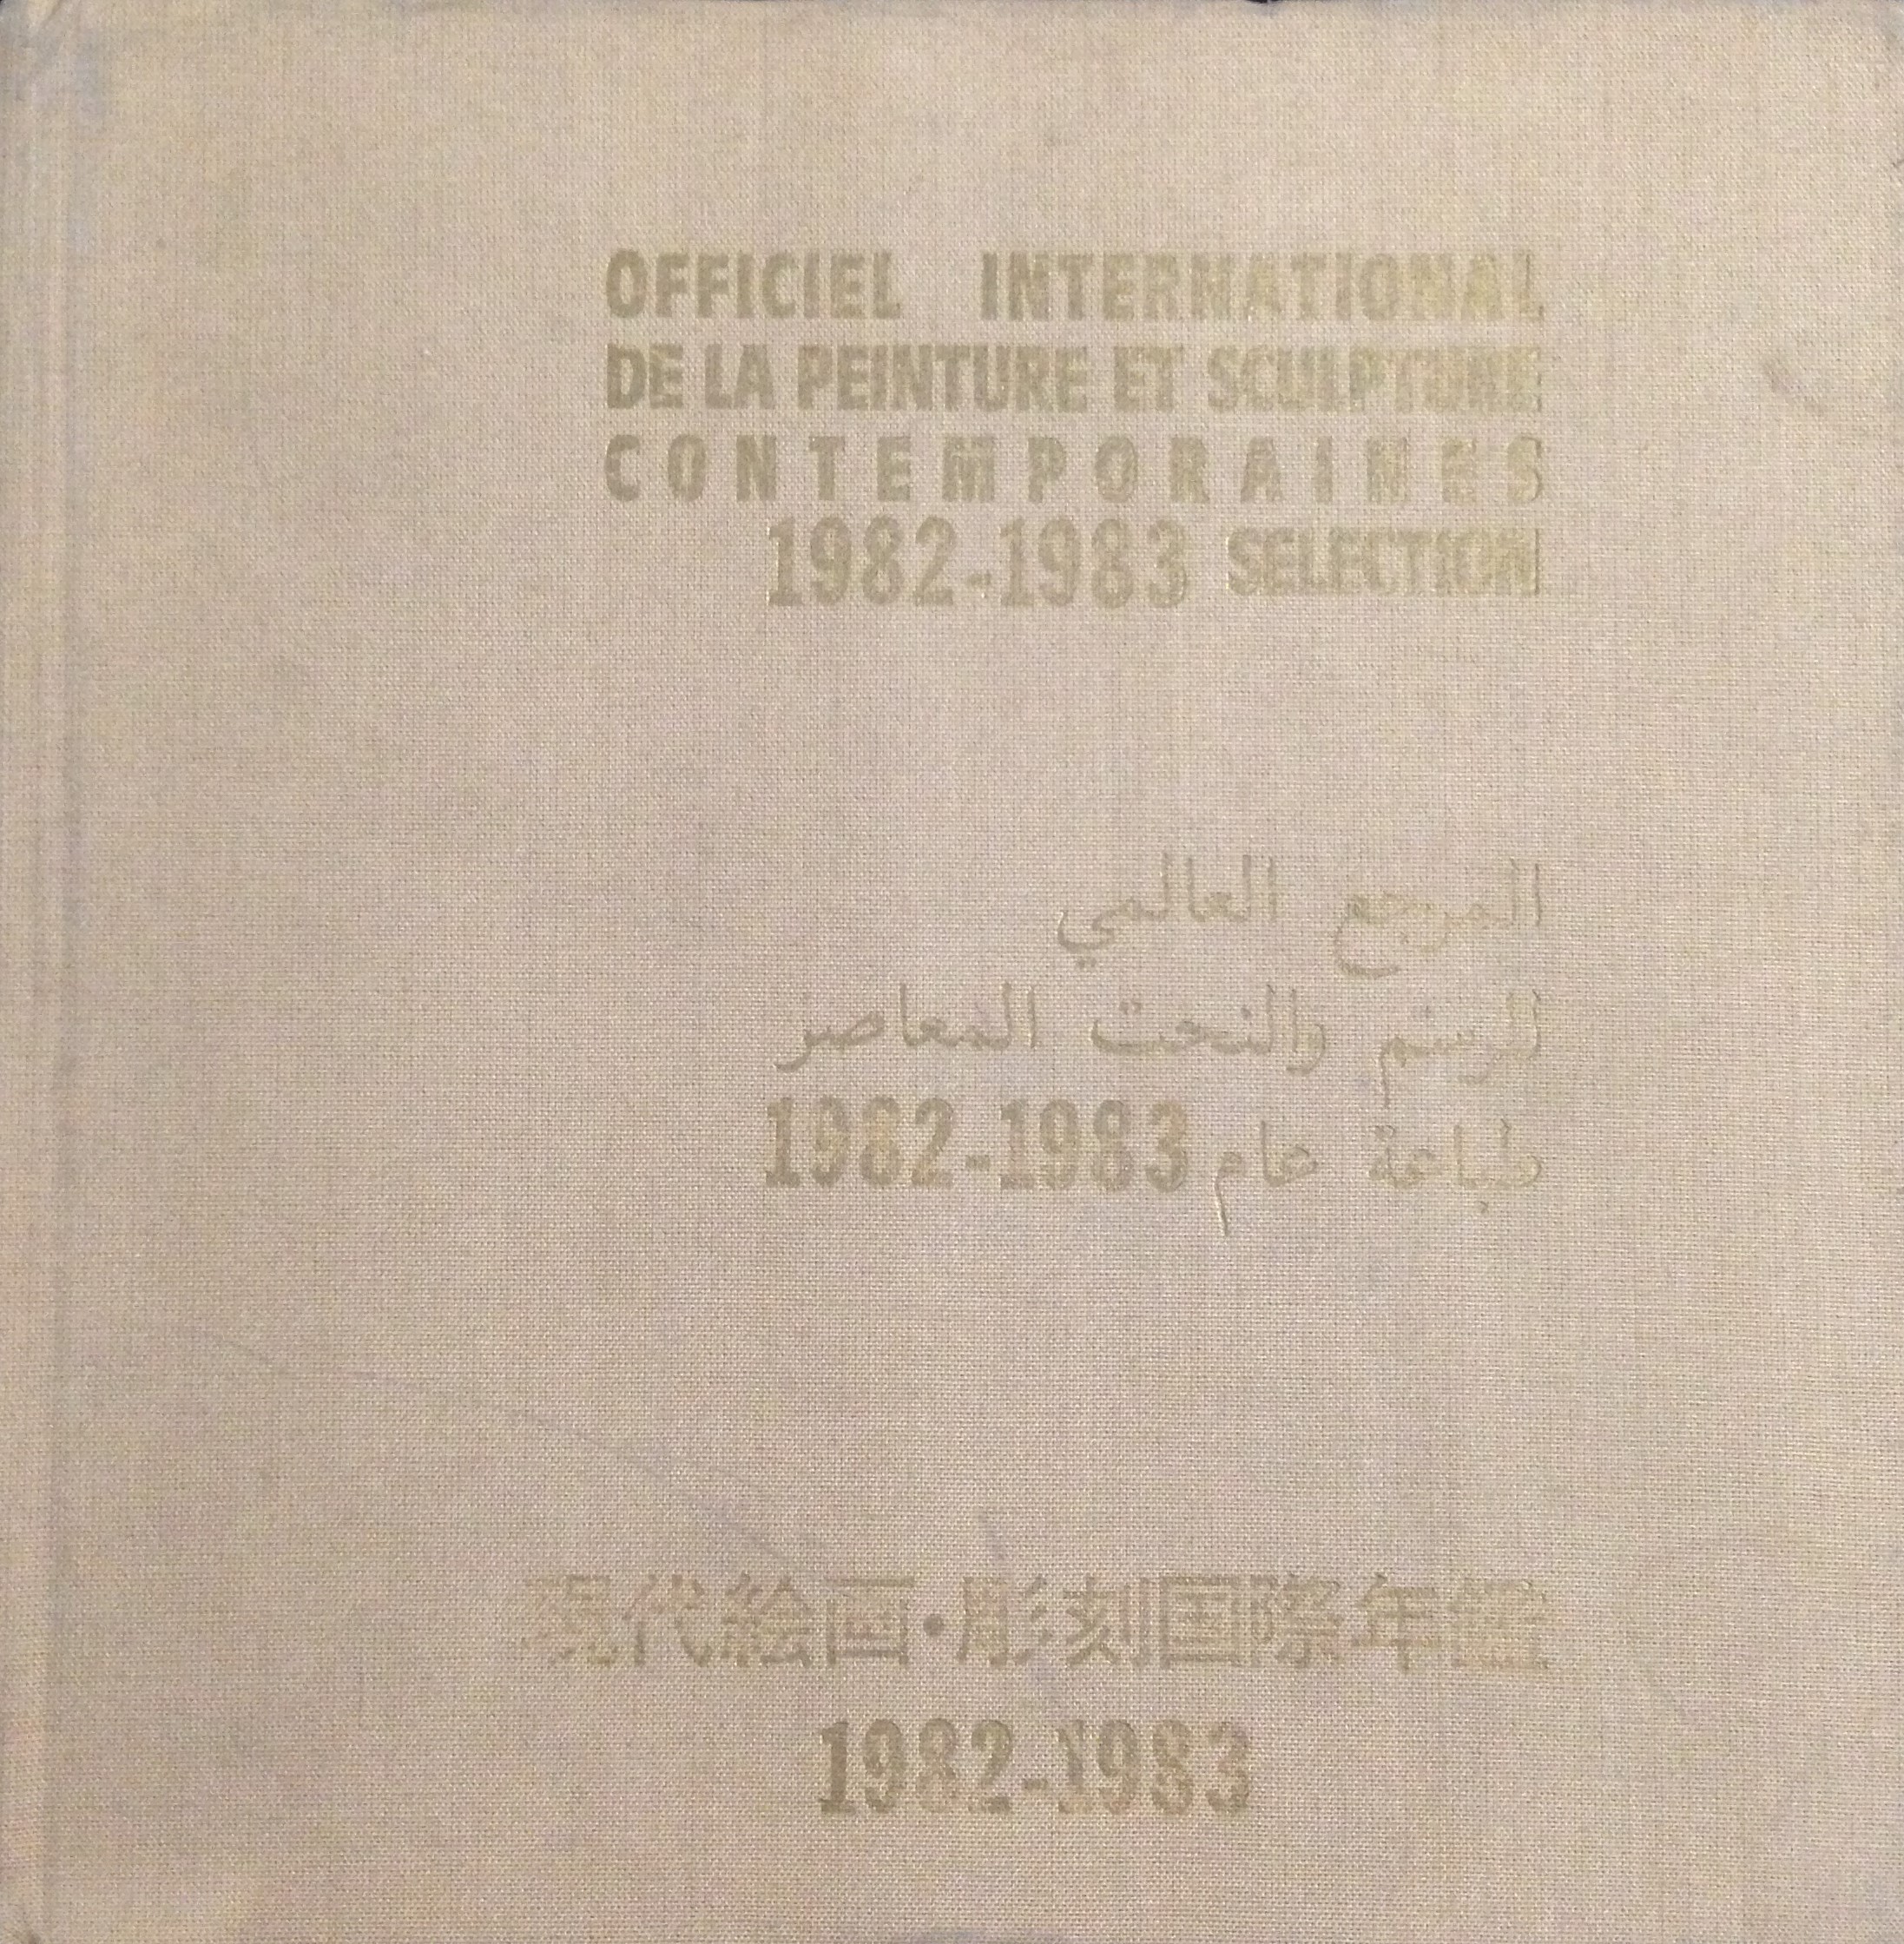 OFFICIEL INTERNATIONAL
DE LA PEINTURE ET SCULPTURE
CONTEMPORAINES
1982-1983 SELECTION
المرجع العالمي
للرسم والنحت المعاصر
طباعة عام 1982-1983
現代絵画・彫刻国際年鑑
1982-1983